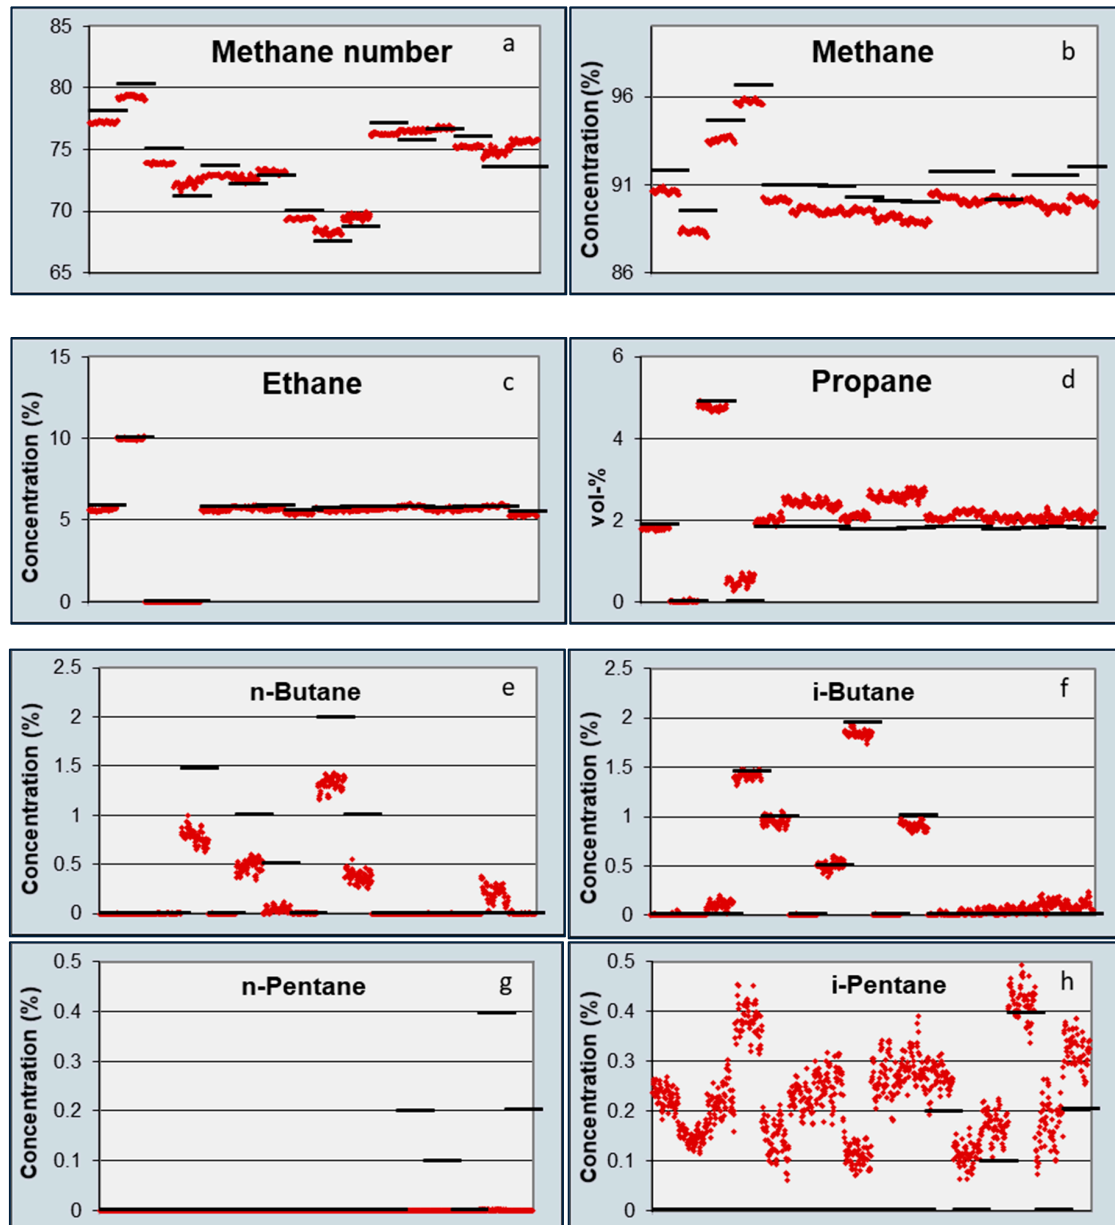 85
Methane number
a
80
75
70
65
Methane
b
Concentration (%)
96
91
86
15
Ethane
c
Concentration (%)
10
5
0
6
Propane
d
vol-%
4
2
0
2.5
n-Butane
e
Concentration (%)
2
1.5
1
0.5
0
2.5
i-Butane
f
Concentration (%)
2
1.5
1
0.5
0
0.5
n-Pentane
g
Concentration (%)
0.4
0.3
0.2
0.1
0
0.5
i-Pentane
h
Concentration (%)
0.4
0.3
0.2
0.1
0